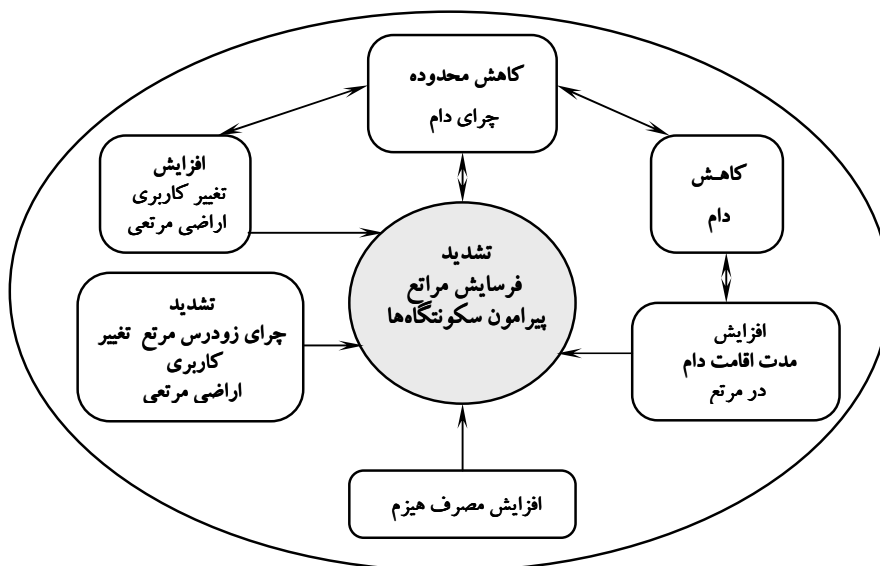 کاهش محدوده
چرای دام
افزایش
تغییر کاربری
اراضی مرتعی
کاهـش
دام
تشدید
فرسایش مراتع
پیرامون سکونتگاه‌ها
تشدید
چرای زودرس مرتع تغییر
کاربری
اراضی مرتعی
افزایش
مدت اقامت دام
در مرتع
افزایش مصرف هیزم